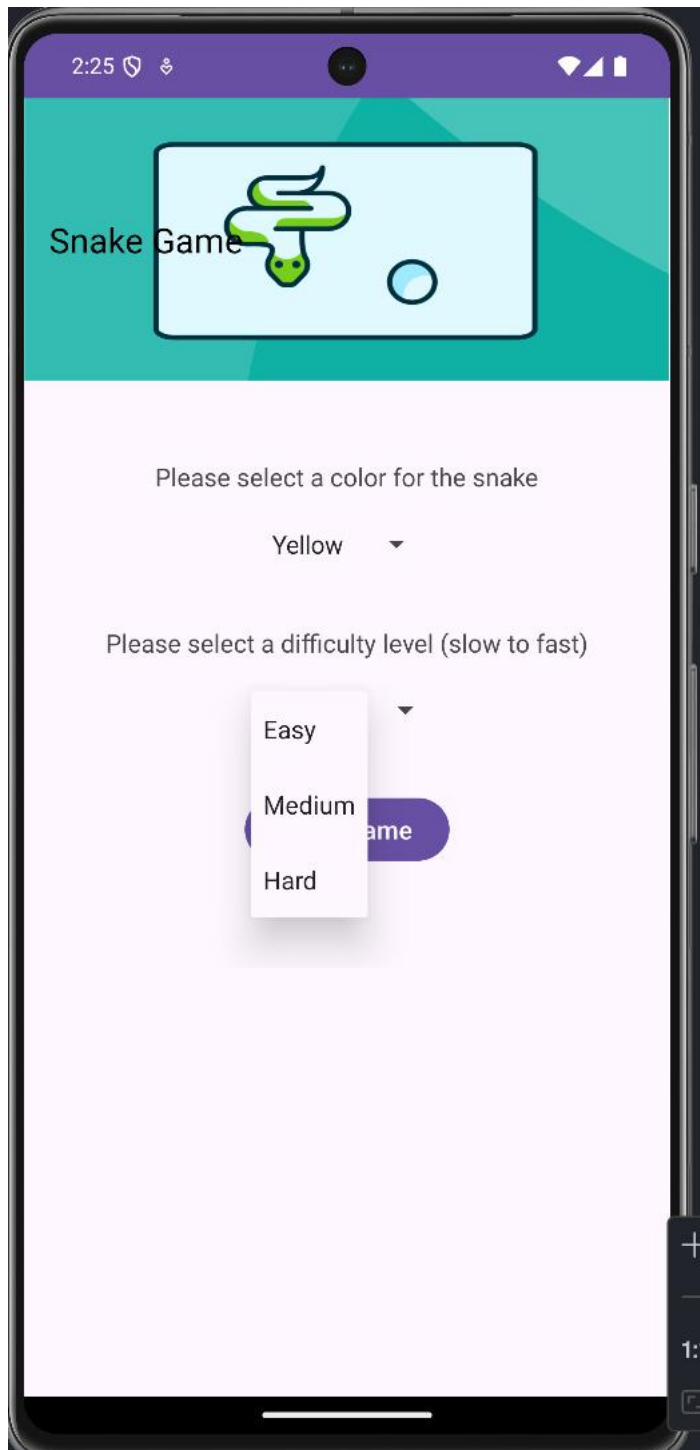 2:25
Snake Game
Please select a color for the snake
Yellow
Please select a difficulty level (slow to fast)
Easy
Medium
ame
Hard
1: